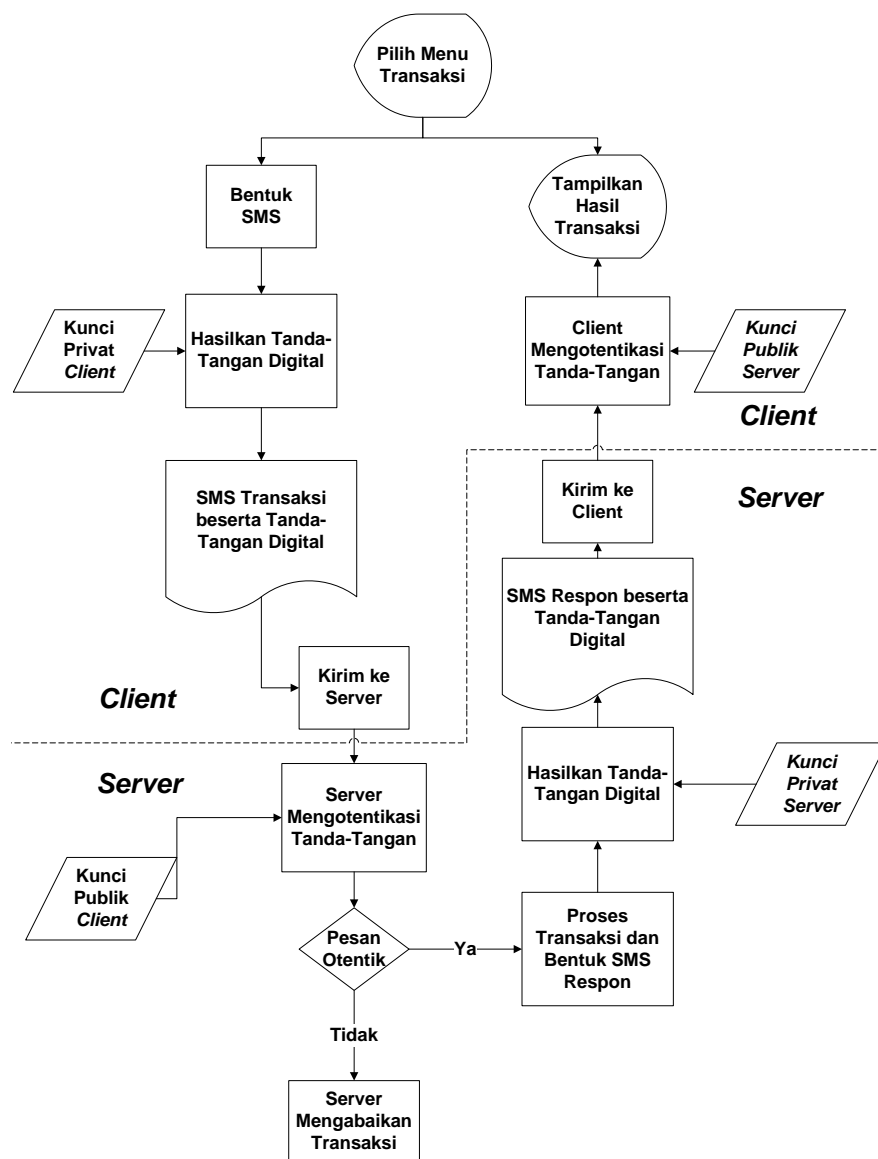 Pilih Menu
Transaksi
Bentuk
SMS
Tampilkan
Hasil
Transaksi
Kunci
Privat
Client
Hasilkan Tanda-
Tangan Digital
Client
Mengotentikasi
Tanda-Tangan
Kunci
Publik
Server
Client
Server
SMS Transaksi
beserta Tanda-
Tangan Digital
Kirim ke
Client
SMS Respon beserta
Tanda-Tangan
Digital
Kirim ke
Server
Client
Server
Server
Mengotentikasi
Tanda-Tangan
Hasilkan Tanda-
Tangan Digital
Kunci
Privat
Server
Kunci
Publik
Client
Pesan
Otentik
Ya
Proses
Transaksi dan
Bentuk SMS
Respon
Tidak
Server
Mengabaikan
Transaksi